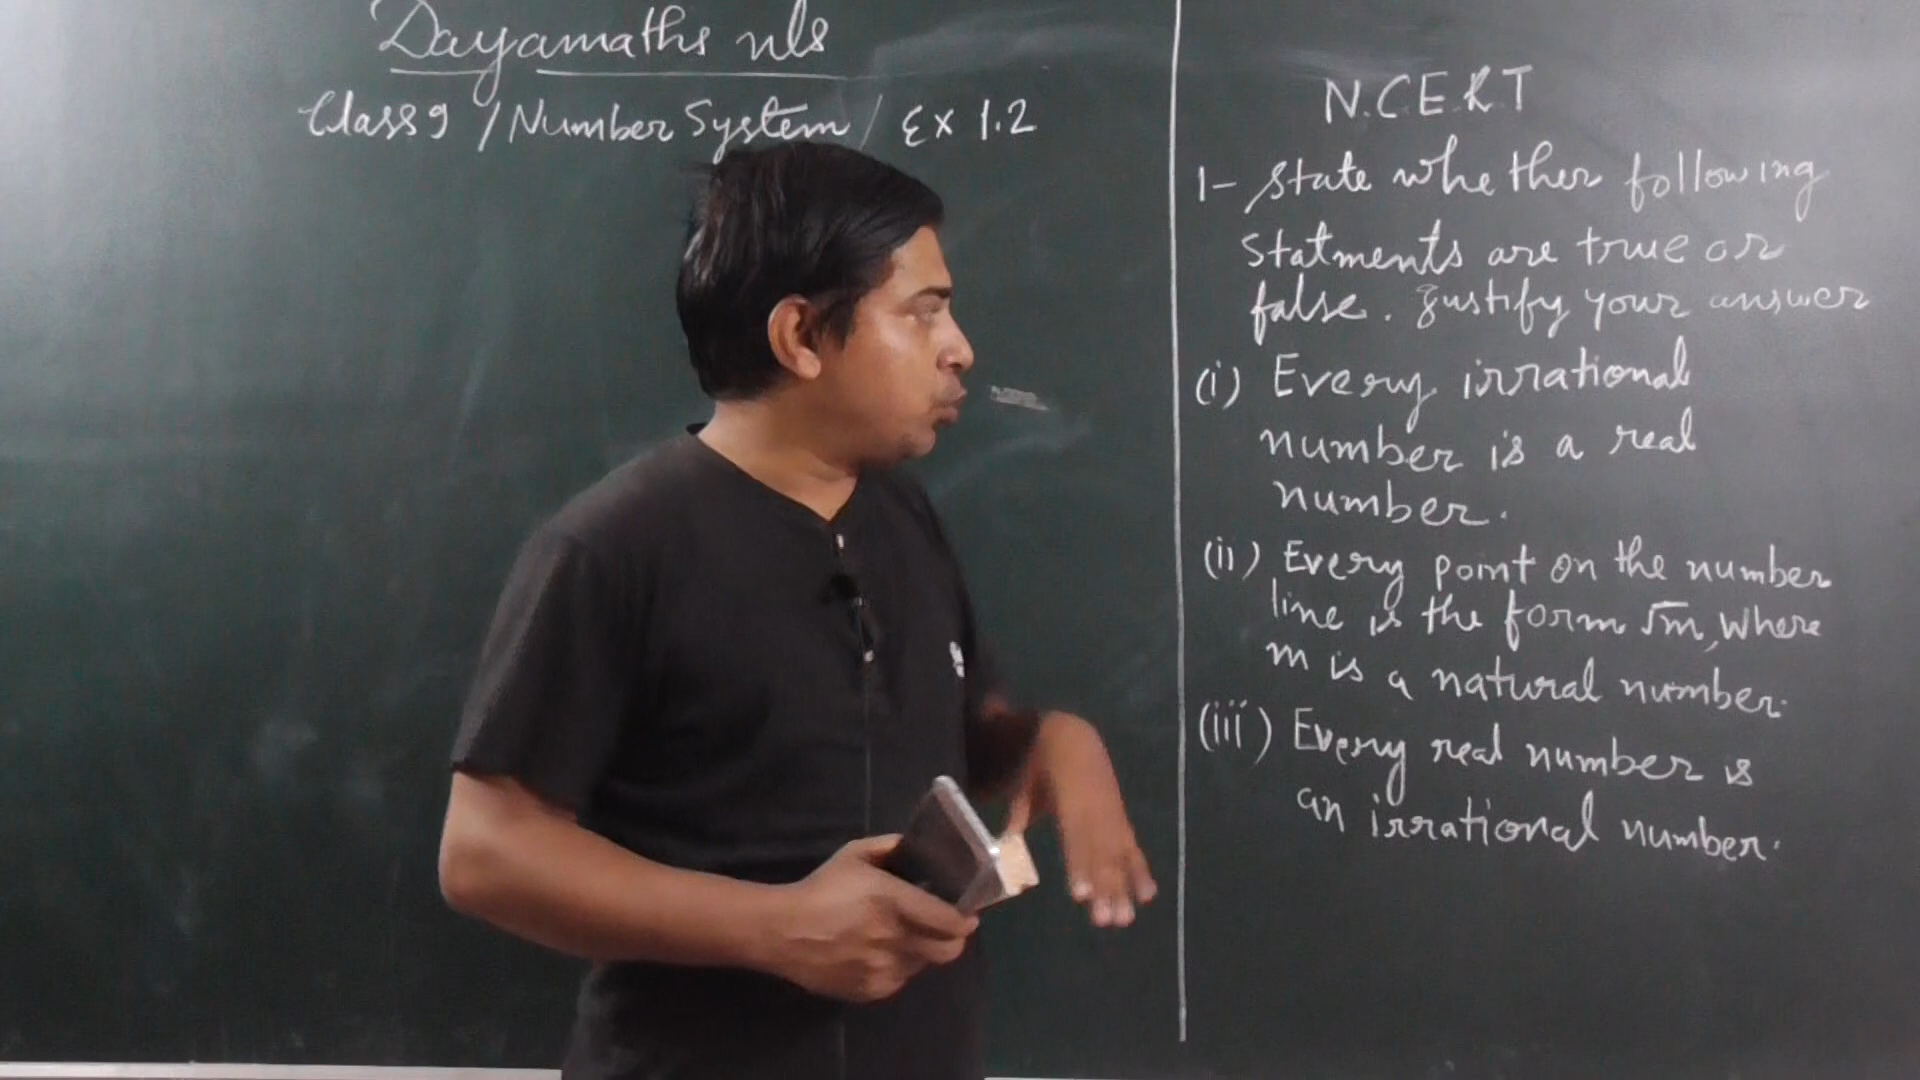 Dayamaths nls
Class 9 / Number System / Ex 1.2
N.CERT
1- State whether following
Statments are true or
false. Justify your answer
(i) Every irrational
number is a real
number.
(ii) Every point on the number
line is the form √m, where
m is a natural number.
(iii) Every real number is
an irrational number.